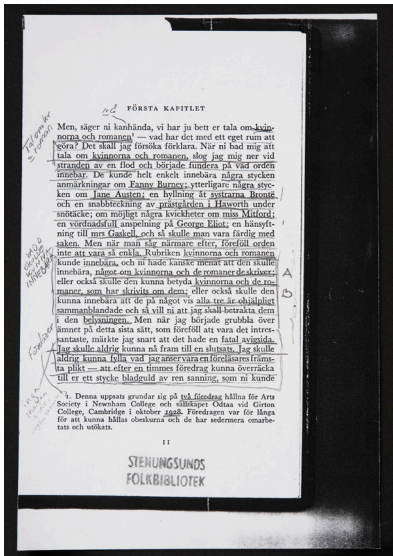 FÖRSTA KAPITLET
Men, säger ni kanhända, vi har ju bett er tala om kvin-
norna och romanen¹ — vad har det med ett eget rum att
göra? Det skall jag försöka förklara. När ni bad mig att
tala om kvinnorna och romanen, slog jag mig ner vid
stranden av en flod och började fundera på vad orden
innebar. De kunde helt enkelt innebära några stycken
anmärkningar om Fanny Burney; ytterligare några styc-
ken om Jane Austen; en hyllning åt systrarna Brontë
och en snabbteckning av prästgården i Haworth under
snötäcke; om möjligt några kvickheter om miss Mitford;
en vördnadsfull anspelning på George Eliot; en hänsyft-
ning till mrs Gaskell, och så skulle man vara färdig med
saken. Men när man såg närmare efter, föreföll orden
inte att vara så enkla. Rubriken kvinnorna och romanen
kunde innebära, och ni hade kanske menat att den skulle
innebära, något om kvinnorna och de romaner de skriver;
eller också skulle den kunna betyda kvinnorna och de ro-
maner, som har skrivits om dem; eller också skulle den
kunna innebära att de på något vis alla tre är ohjälpligt
sammanblandade och så vill ni att jag skall betrakta dem
i den belysningen. Men när jag började grubbla över
ämnet på detta sista sätt, som föreföll att vara det intres-
santaste, märkte jag snart att det hade en fatal avigsida.
Jag skulle aldrig kunna nå fram till en slutsats. Jag skulle
aldrig kunna fylla vad jag anser vara en föreläsares främs-
ta plikt — att efter en timmes föredrag kunna överräcka
till er ett stycke bladguld av ren sanning, som ni kunde
A
B
1. Denna uppsats grundar sig på två föredrag hållna för Arts
Society i Newnham College och sällskapet Odtaa vid Girton
College, Cambridge i oktober 1928. Föredragen var för långa
för att kunna hållas obeskurna och de har sedermera omarbe-
tats och utökats.
11
STENUNGSUNDS
FOLKBIBLIOTEK